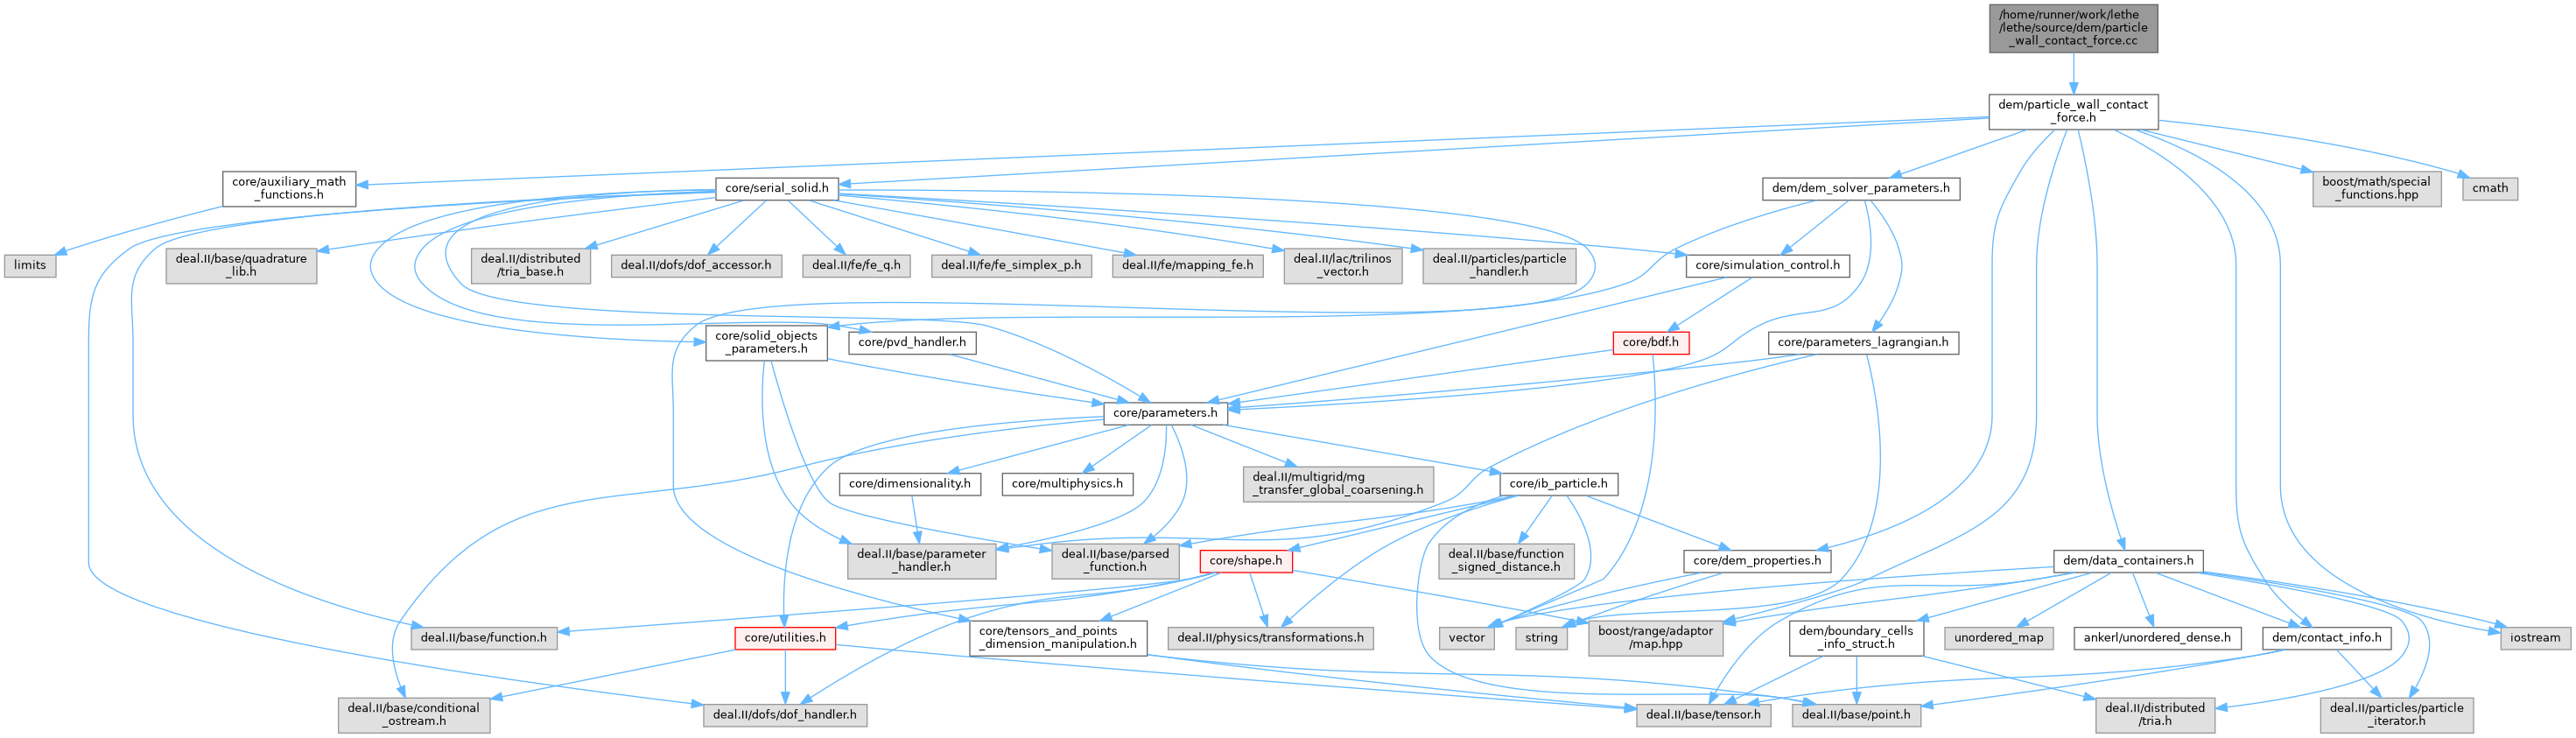 /home/runner/work/lethe
/lethe/source/dem/particle
_wall_contact_force.cc
dem/particle_wall_contact
_force.h
core/auxiliary_math
_functions.h
core/serial_solid.h
dem/dem_solver_parameters.h
boost/math/special
_functions.hpp
cmath
limits
deal.II/base/quadrature
_lib.h
deal.II/distributed
/tria_base.h
deal.II/dofs/dof_accessor.h
deal.II/fe/fe_q.h
deal.II/fe/fe_simplex_p.h
deal.II/fe/mapping_fe.h
deal.II/lac/trilinos
_vector.h
deal.II/particles/particle
_handler.h
core/simulation_control.h
core/solid_objects
_parameters.h
core/pvd_handler.h
core/bdf.h
core/parameters_lagrangian.h
core/parameters.h
core/dimensionality.h
core/multiphysics.h
deal.II/multigrid/mg
_transfer_global_coarsening.h
core/ib_particle.h
deal.II/base/parameter
_handler.h
deal.II/base/parsed
_function.h
core/shape.h
deal.II/base/function
_signed_distance.h
core/dem_properties.h
dem/data_containers.h
deal.II/base/function.h
core/utilities.h
core/tensors_and_points
_dimension_manipulation.h
deal.II/physics/transformations.h
vector
string
boost/range/adaptor
/map.hpp
dem/boundary_cells
_info_struct.h
unordered_map
ankerl/unordered_dense.h
dem/contact_info.h
iostream
deal.II/base/conditional
_ostream.h
deal.II/dofs/dof_handler.h
deal.II/base/tensor.h
deal.II/base/point.h
deal.II/distributed
/tria.h
deal.II/particles/particle
_iterator.h